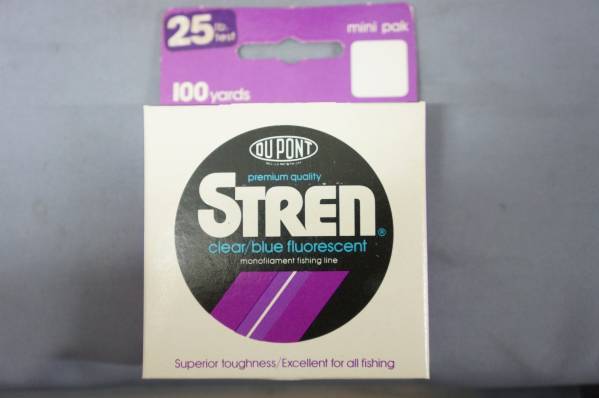 25 lb. test
mini pak
100 yards
DU PONT
premium quality
STREN®
clear/blue fluorescent
monofilament fishing line
Superior toughness/Excellent for all fishing